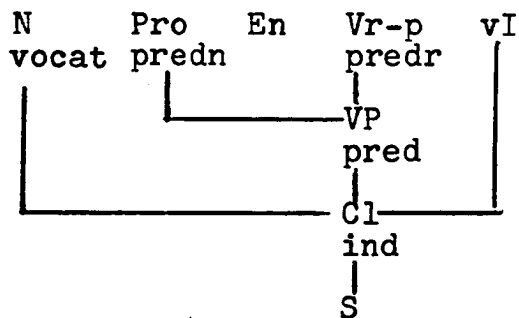 N Pro En Vr-p vI
vocat predn predr
VP
pred
Cl
ind
S